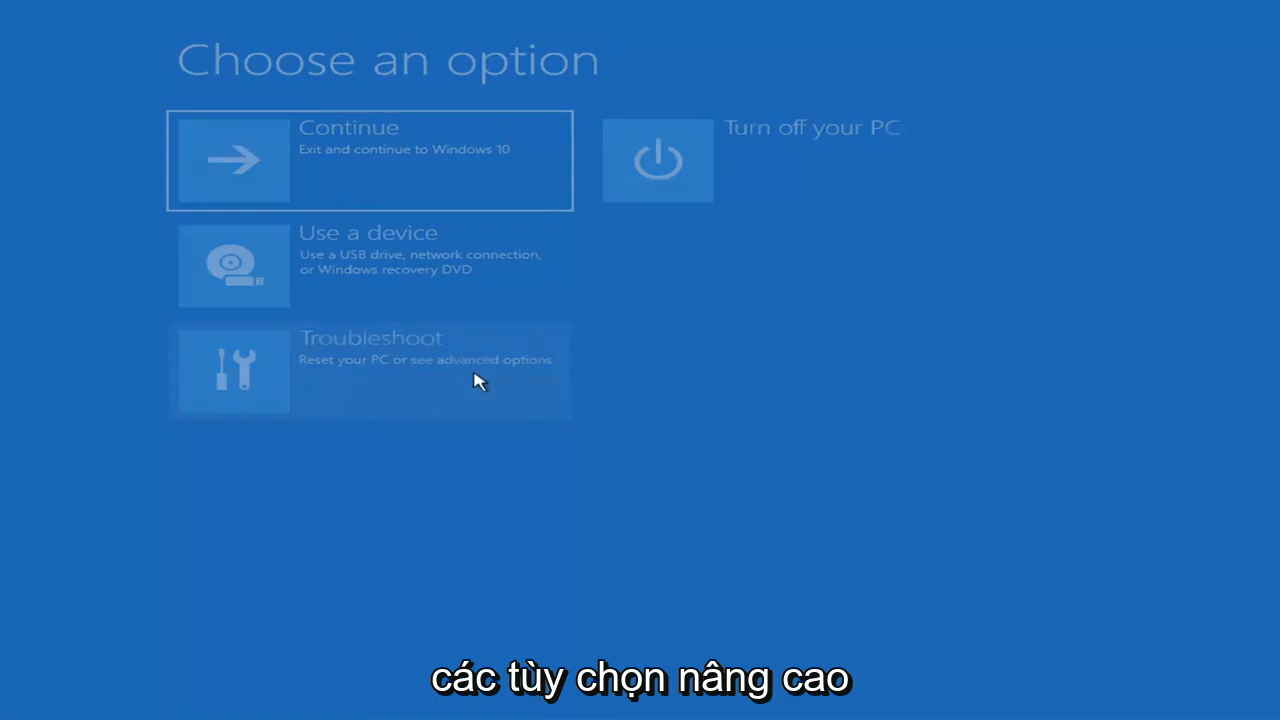 Choose an option
Continue
Exit and continue to Windows 10
Turn off your PC
Use a device
Use a USB drive, network connection,
or Windows recovery DVD
Troubleshoot
Reset your PC or see advanced options
các tùy chọn nâng cao